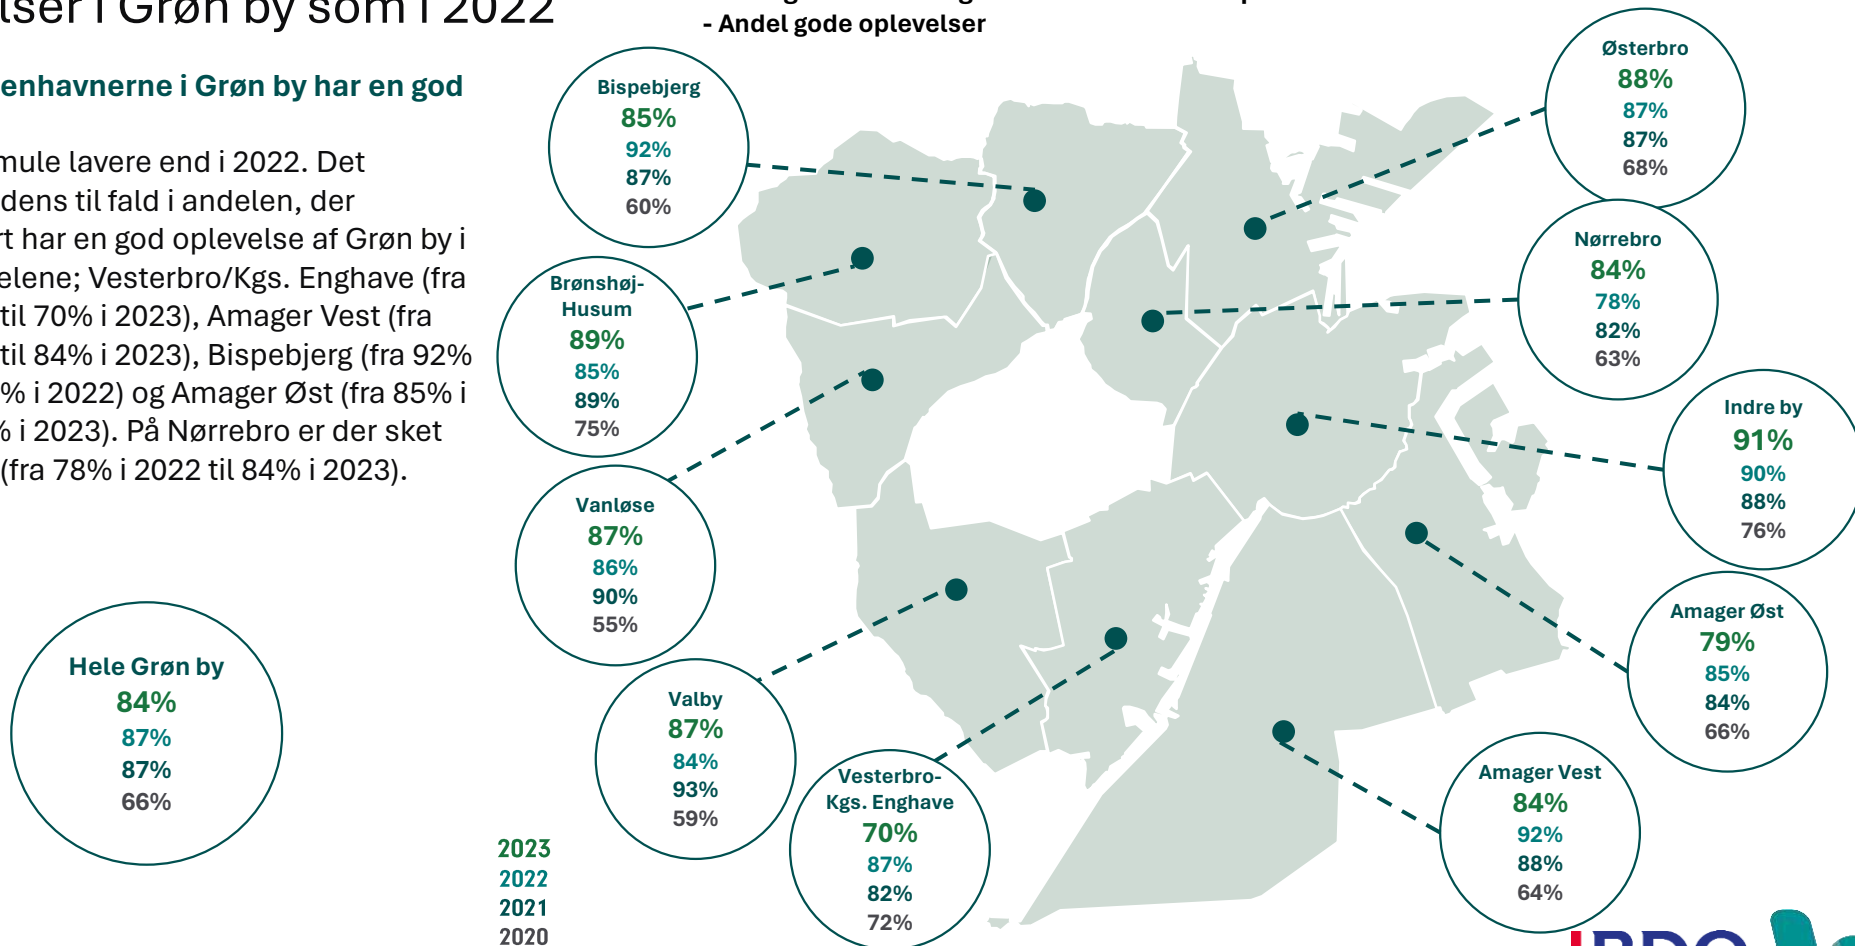 lser i Grøn by som i 2022
- Andel gode oplevelser
enhavnerne i Grøn by har en god
mule lavere end i 2022. Det
dens til fald i andelen, der
rt har en god oplevelse af Grøn by i
elene; Vesterbro/Kgs. Enghave (fra
til 70% i 2023), Amager Vest (fra
til 84% i 2023), Bispebjerg (fra 92%
% i 2022) og Amager Øst (fra 85% i
% i 2023). På Nørrebro er der sket
(fra 78% i 2022 til 84% i 2023).
Hele Grøn by
84%
87%
87%
66%
Bispebjerg
85%
92%
87%
60%
Brønshøj-
Husum
89%
85%
89%
75%
Vanløse
87%
86%
90%
55%
Valby
87%
84%
93%
59%
Vesterbro-
Kgs. Enghave
70%
87%
82%
72%
Østerbro
88%
87%
87%
68%
Nørrebro
84%
78%
82%
63%
Indre by
91%
90%
88%
76%
Amager Øst
79%
85%
84%
66%
Amager Vest
84%
92%
88%
64%
2023
2022
2021
2020
BDO